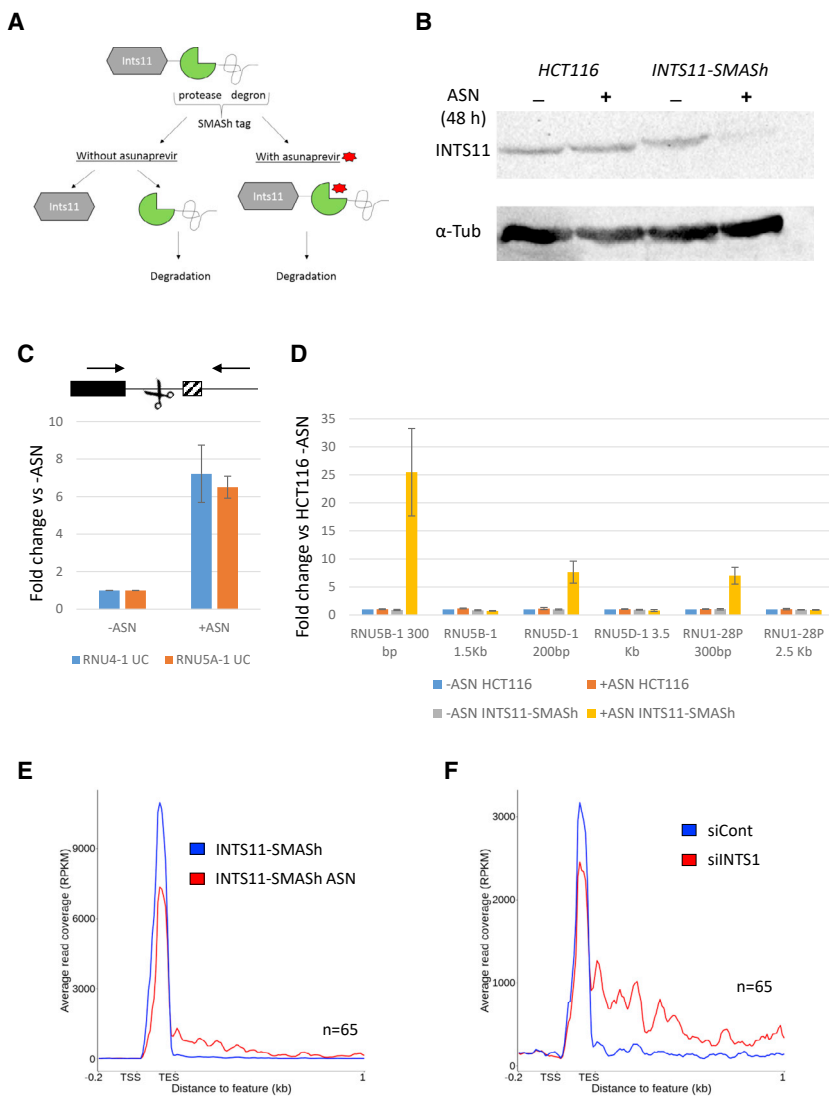 A
Ints11
protease degron
SMASh tag
Without asunaprevir
With asunaprevir
Ints11
Ints11
Degradation
Degradation
B
HCT116 INTS11-SMASh
ASN – + – +
(48 h)
INTS11
α-Tub
C
Fold change vs -ASN
10
8
6
4
2
0
-ASN +ASN
RNU4-1 UC RNU5A-1 UC
D
Fold change vs HCT116 -ASN
35
30
25
20
15
10
5
0
RNU5B-1 300 bp
RNU5B-1 1.5Kb
RNU5D-1 200bp
RNU5D-1 3.5 Kb
RNU1-28P 300bp
RNU1-28P 2.5 Kb
-ASN HCT116 +ASN HCT116
-ASN INTS11-SMASh +ASN INTS11-SMASh
E
Average read coverage (RPKM)
9000
6000
3000
0
INTS11-SMASh
INTS11-SMASh ASN
n=65
-0.2 TSS TES 1
Distance to feature (kb)
F
Average read coverage (RPKM)
3000
2000
1000
0
siCont
siINTS1
n=65
-0.2 TSS TES 1
Distance to feature (kb)